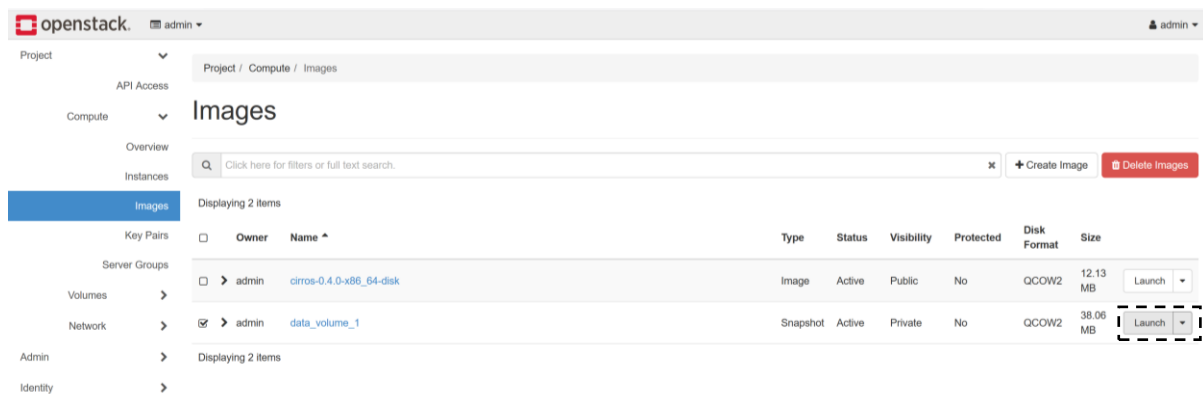 openstack. admin admin
Project
API Access
Compute
Overview
Instances
Images
Key Pairs
Server Groups
Volumes
Network
Admin
Identity
Project / Compute / Images
Images
Click here for filters or full text search. Create Image Delete Images
Displaying 2 items
Owner Name Type Status Visibility Protected Disk Format Size
admin cirros-0.4.0-x86_64-disk Image Active Public No QCOW2 12.13 MB Launch
admin data_volume_1 Snapshot Active Private No QCOW2 38.06 MB Launch
Displaying 2 items